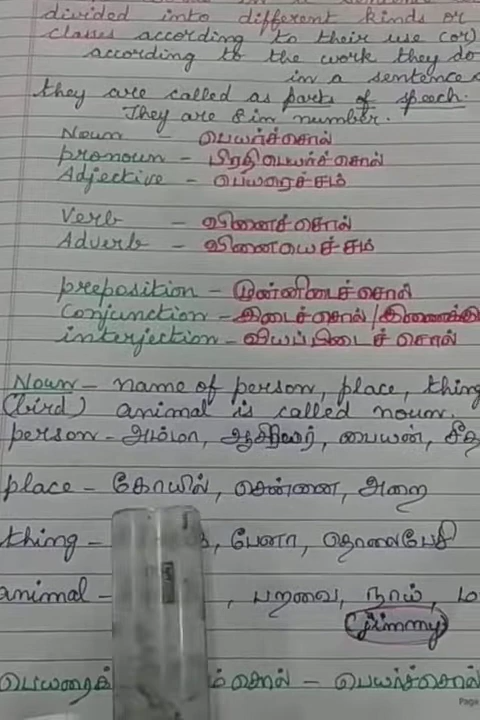 divided into different kinds or
classes according to their use (or)
according to the work they do
in a sentence
they are called as parts of speech.
They are 8 in number.
Noun - பெயர்ச்சொல்
pronoun - பிரதிபெயர்ச்சொல்
Adjective - பெயரைச்சம்
Verb - வினைச்சொல்
Adverb - வினையைச்சம்
preposition - முன்னிடைச்சொல்
Conjunction - இடைச்சொல் /
interjection - வியப்பிடைச் சொல்
Noun - name of person, place, thing
(bird) animal is called noun.
person - அம்மா, ஆசிரியர், பையன்,
place - கோயில், சென்னை, அறை
thing - , பேனா, தொலைபேசி
animal - , பறவை, நாய்,
(jimmy)
சொல் - பெயர்ச்சொல்
Page